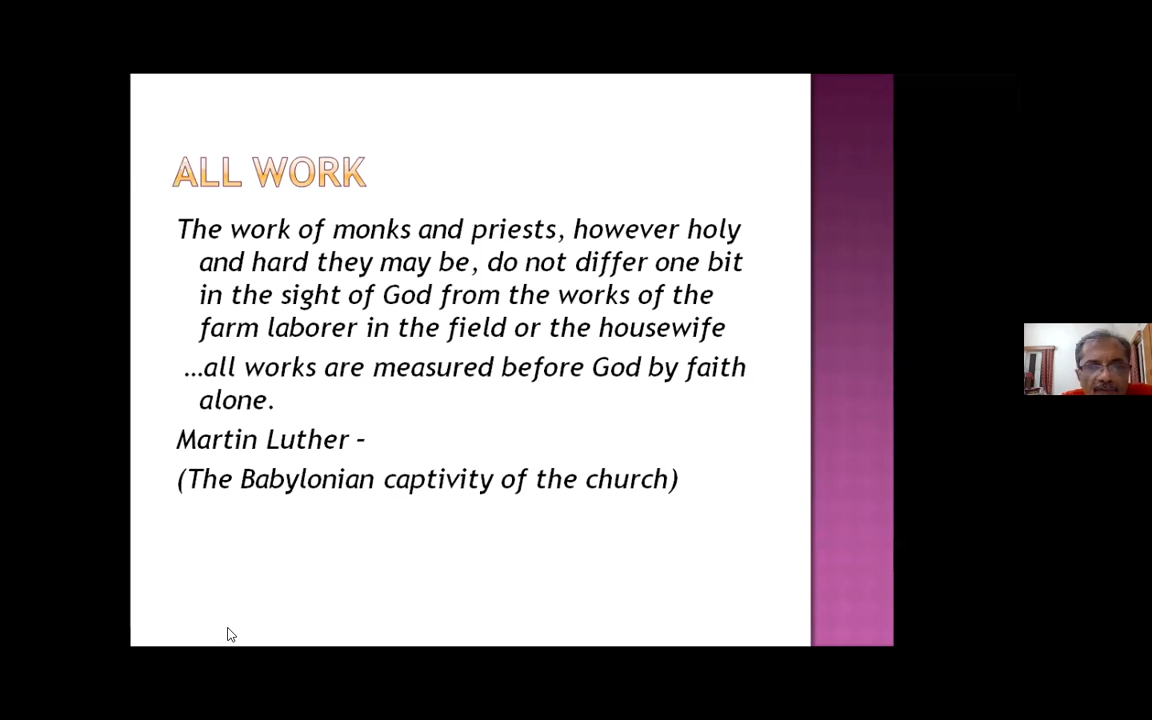 ALL WORK
The work of monks and priests, however holy
and hard they may be, do not differ one bit
in the sight of God from the works of the
farm laborer in the field or the housewife
…all works are measured before God by faith
alone.
Martin Luther –
(The Babylonian captivity of the church)